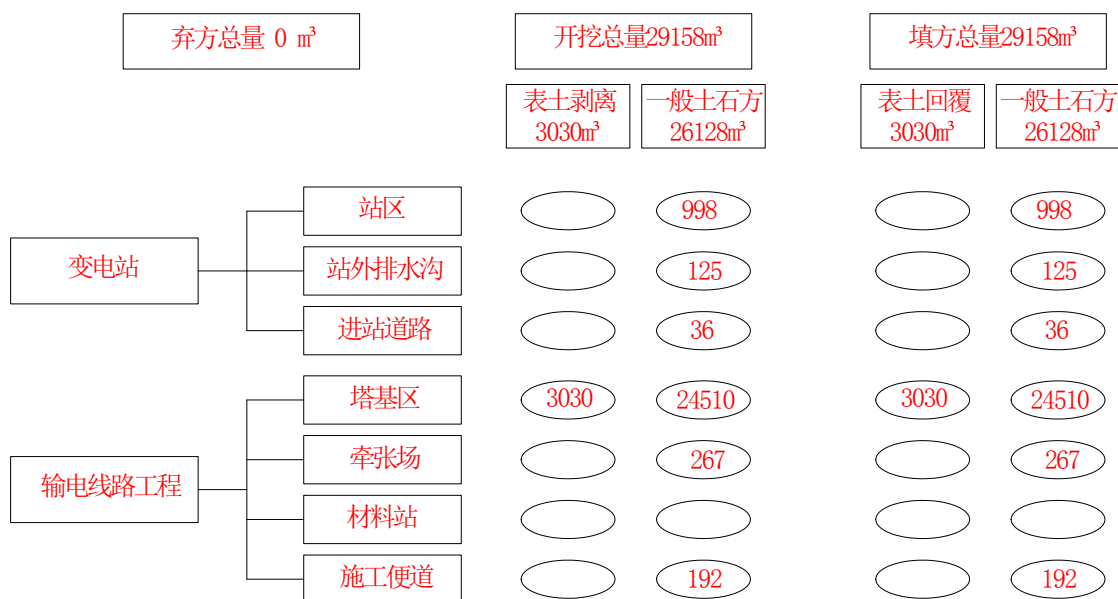 弃方总量 0 m³
开挖总量29158m³
填方总量29158m³
表土剥离
3030m³
一般土石方
26128m³
表土回覆
3030m³
一般土石方
26128m³
变电站
站区
998
998
站外排水沟
125
125
进站道路
36
36
输电线路工程
塔基区
3030
24510
3030
24510
牵张场
267
267
材料站
施工便道
192
192